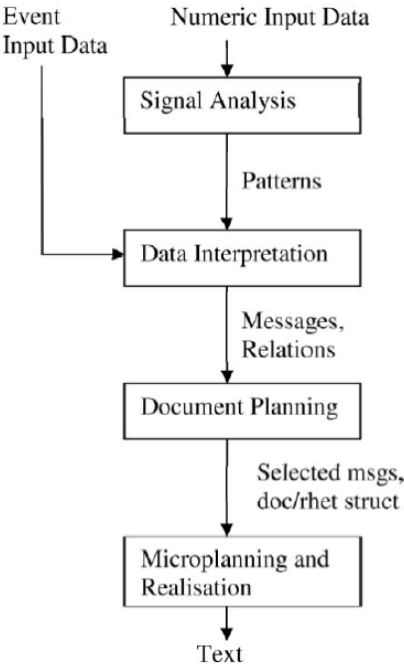 Event
Input Data
Numeric Input Data
Signal Analysis
Patterns
Data Interpretation
Messages,
Relations
Document Planning
Selected msgs,
doc/rhet struct
Microplanning and
Realisation
Text